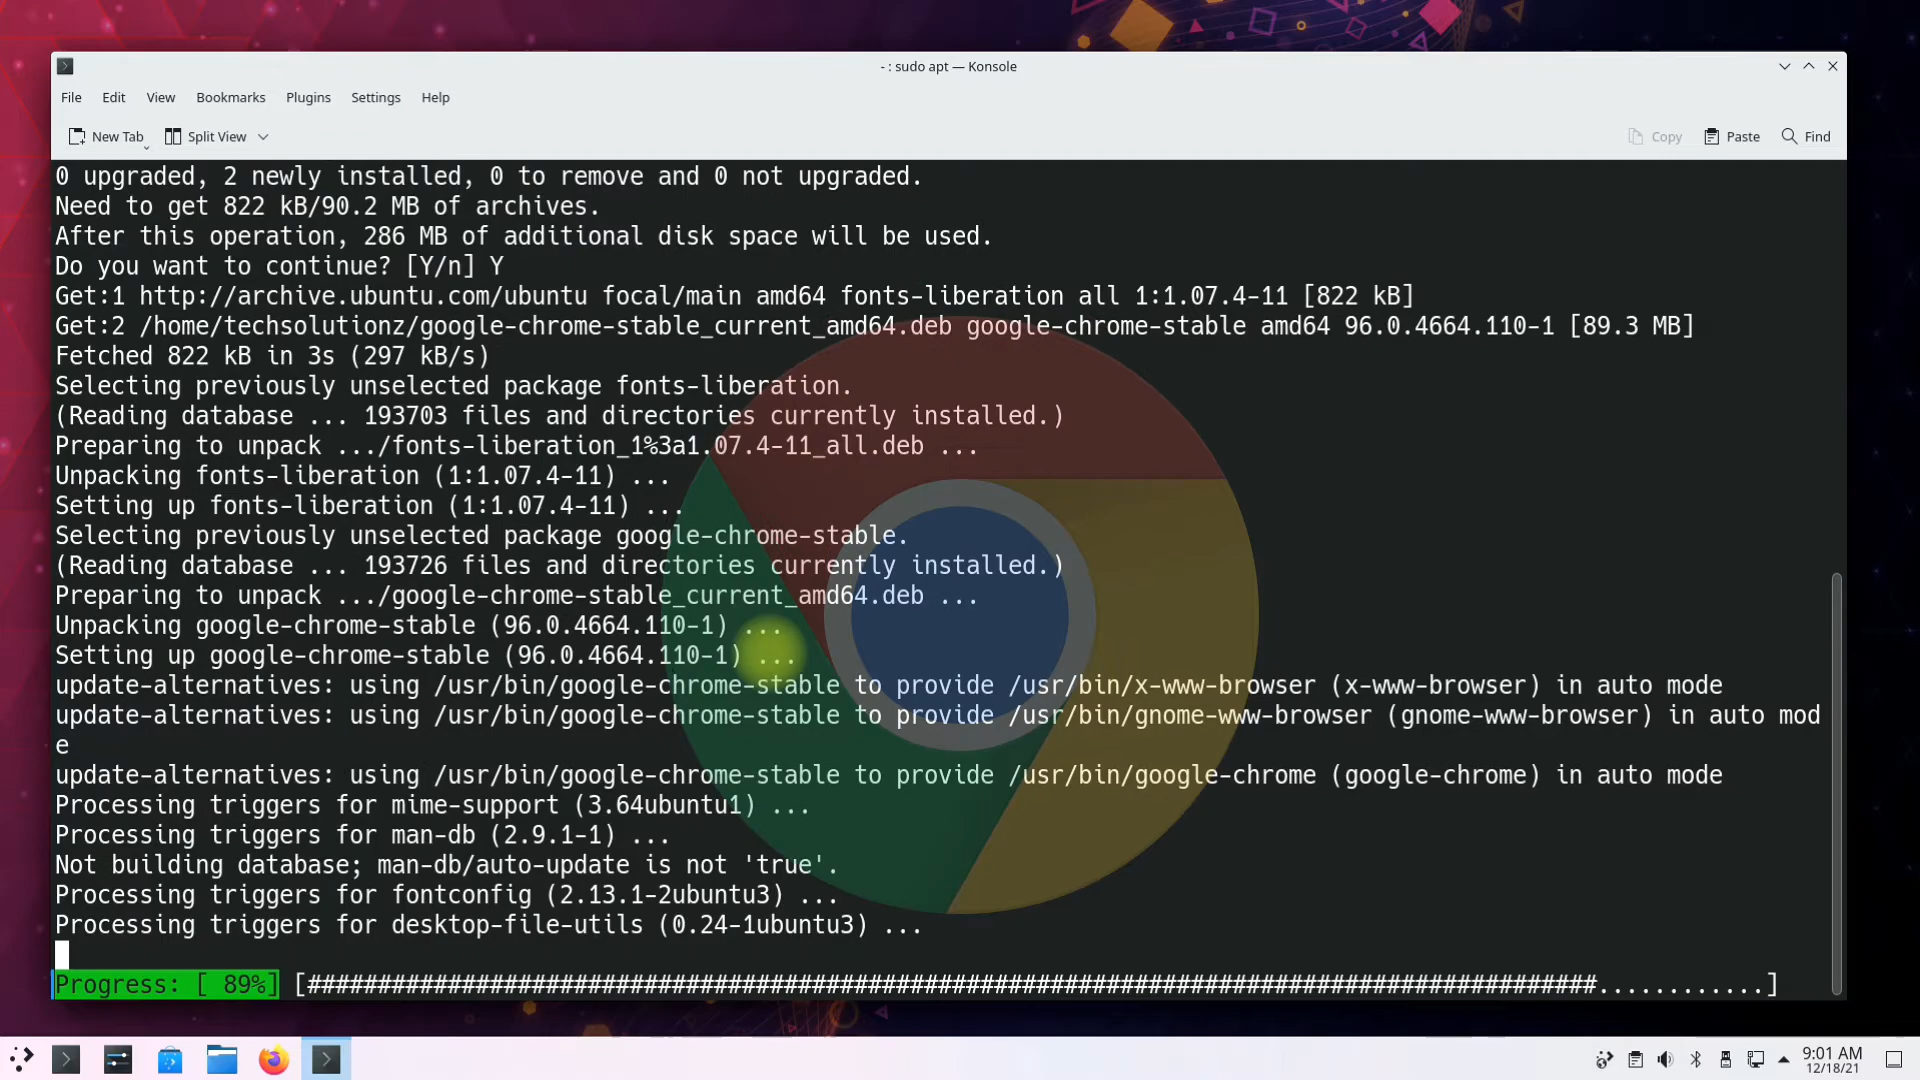 - : sudo apt — Konsole
File Edit View Bookmarks Plugins Settings Help
New Tab Split View Copy Paste Find
0 upgraded, 2 newly installed, 0 to remove and 0 not upgraded.
Need to get 822 kB/90.2 MB of archives.
After this operation, 286 MB of additional disk space will be used.
Do you want to continue? [Y/n] Y
Get:1 http://archive.ubuntu.com/ubuntu focal/main amd64 fonts-liberation all 1:1.07.4-11 [822 kB]
Get:2 /home/techsolutionz/google-chrome-stable_current_amd64.deb google-chrome-stable amd64 96.0.4664.110-1 [89.3 MB]
Fetched 822 kB in 3s (297 kB/s)
Selecting previously unselected package fonts-liberation.
(Reading database ... 193703 files and directories currently installed.)
Preparing to unpack .../fonts-liberation_1%3a1.07.4-11_all.deb ...
Unpacking fonts-liberation (1:1.07.4-11) ...
Setting up fonts-liberation (1:1.07.4-11) ...
Selecting previously unselected package google-chrome-stable.
(Reading database ... 193726 files and directories currently installed.)
Preparing to unpack .../google-chrome-stable_current_amd64.deb ...
Unpacking google-chrome-stable (96.0.4664.110-1) ...
Setting up google-chrome-stable (96.0.4664.110-1) ...
update-alternatives: using /usr/bin/google-chrome-stable to provide /usr/bin/x-www-browser (x-www-browser) in auto mode
update-alternatives: using /usr/bin/google-chrome-stable to provide /usr/bin/gnome-www-browser (gnome-www-browser) in auto mod
e
update-alternatives: using /usr/bin/google-chrome-stable to provide /usr/bin/google-chrome (google-chrome) in auto mode
Processing triggers for mime-support (3.64ubuntu1) ...
Processing triggers for man-db (2.9.1-1) ...
Not building database; man-db/auto-update is not 'true'.
Processing triggers for fontconfig (2.13.1-2ubuntu3) ...
Processing triggers for desktop-file-utils (0.24-1ubuntu3) ...
Progress: [ 89%] [############################################################################################............]
9:01 AM
12/18/21